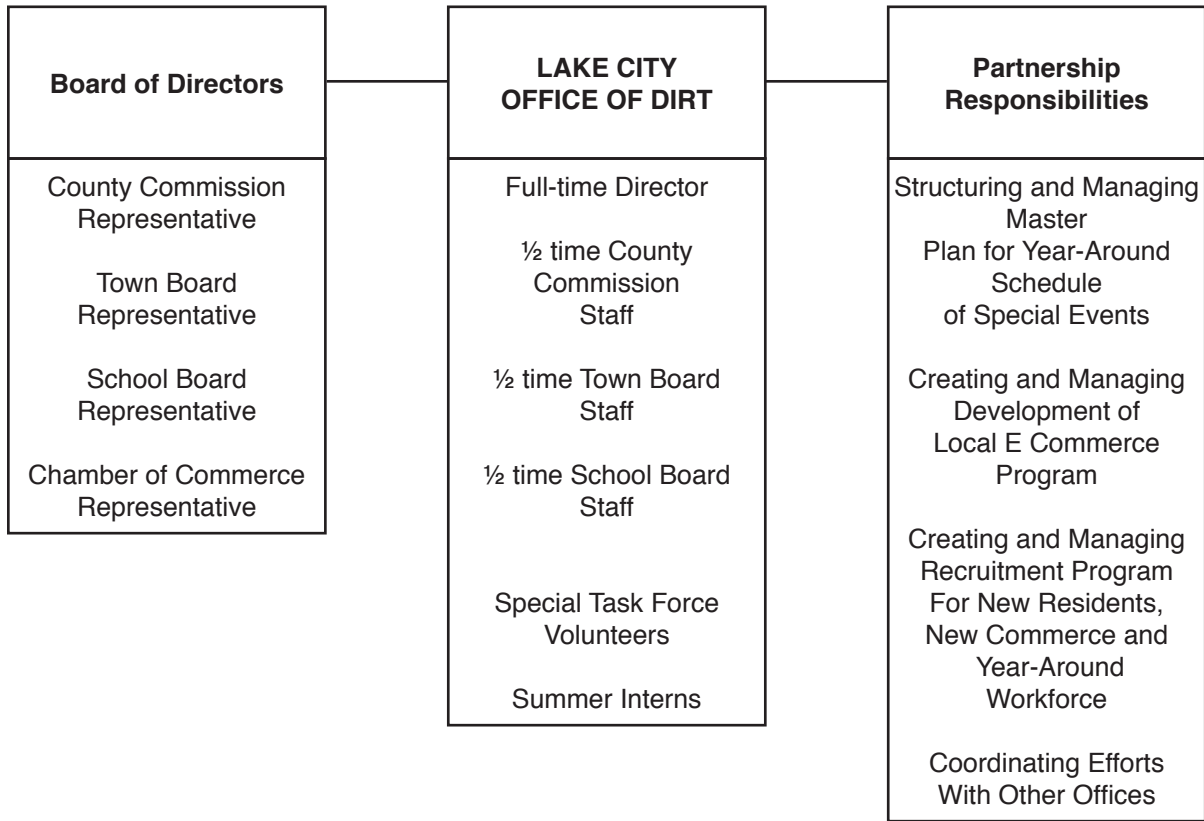 Board of Directors
County Commission
Representative
Town Board
Representative
School Board
Representative
Chamber of Commerce
Representative
LAKE CITY
OFFICE OF DIRT
Full-time Director
½ time County
Commission
Staff
½ time Town Board
Staff
½ time School Board
Staff
Special Task Force
Volunteers
Summer Interns
Partnership
Responsibilities
Structuring and Managing
Master
Plan for Year-Around
Schedule
of Special Events
Creating and Managing
Development of
Local E Commerce
Program
Creating and Managing
Recruitment Program
For New Residents,
New Commerce and
Year-Around
Workforce
Coordinating Efforts
With Other Offices